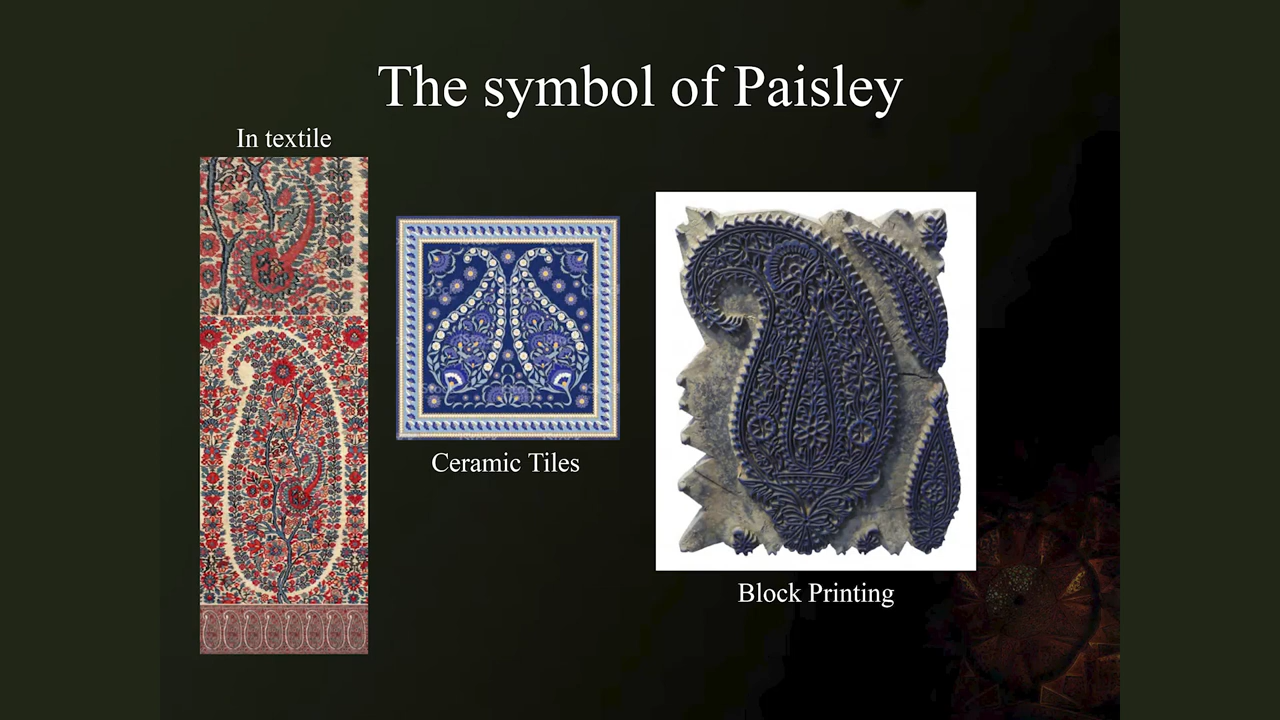 The symbol of Paisley
In textile
Ceramic Tiles
Block Printing